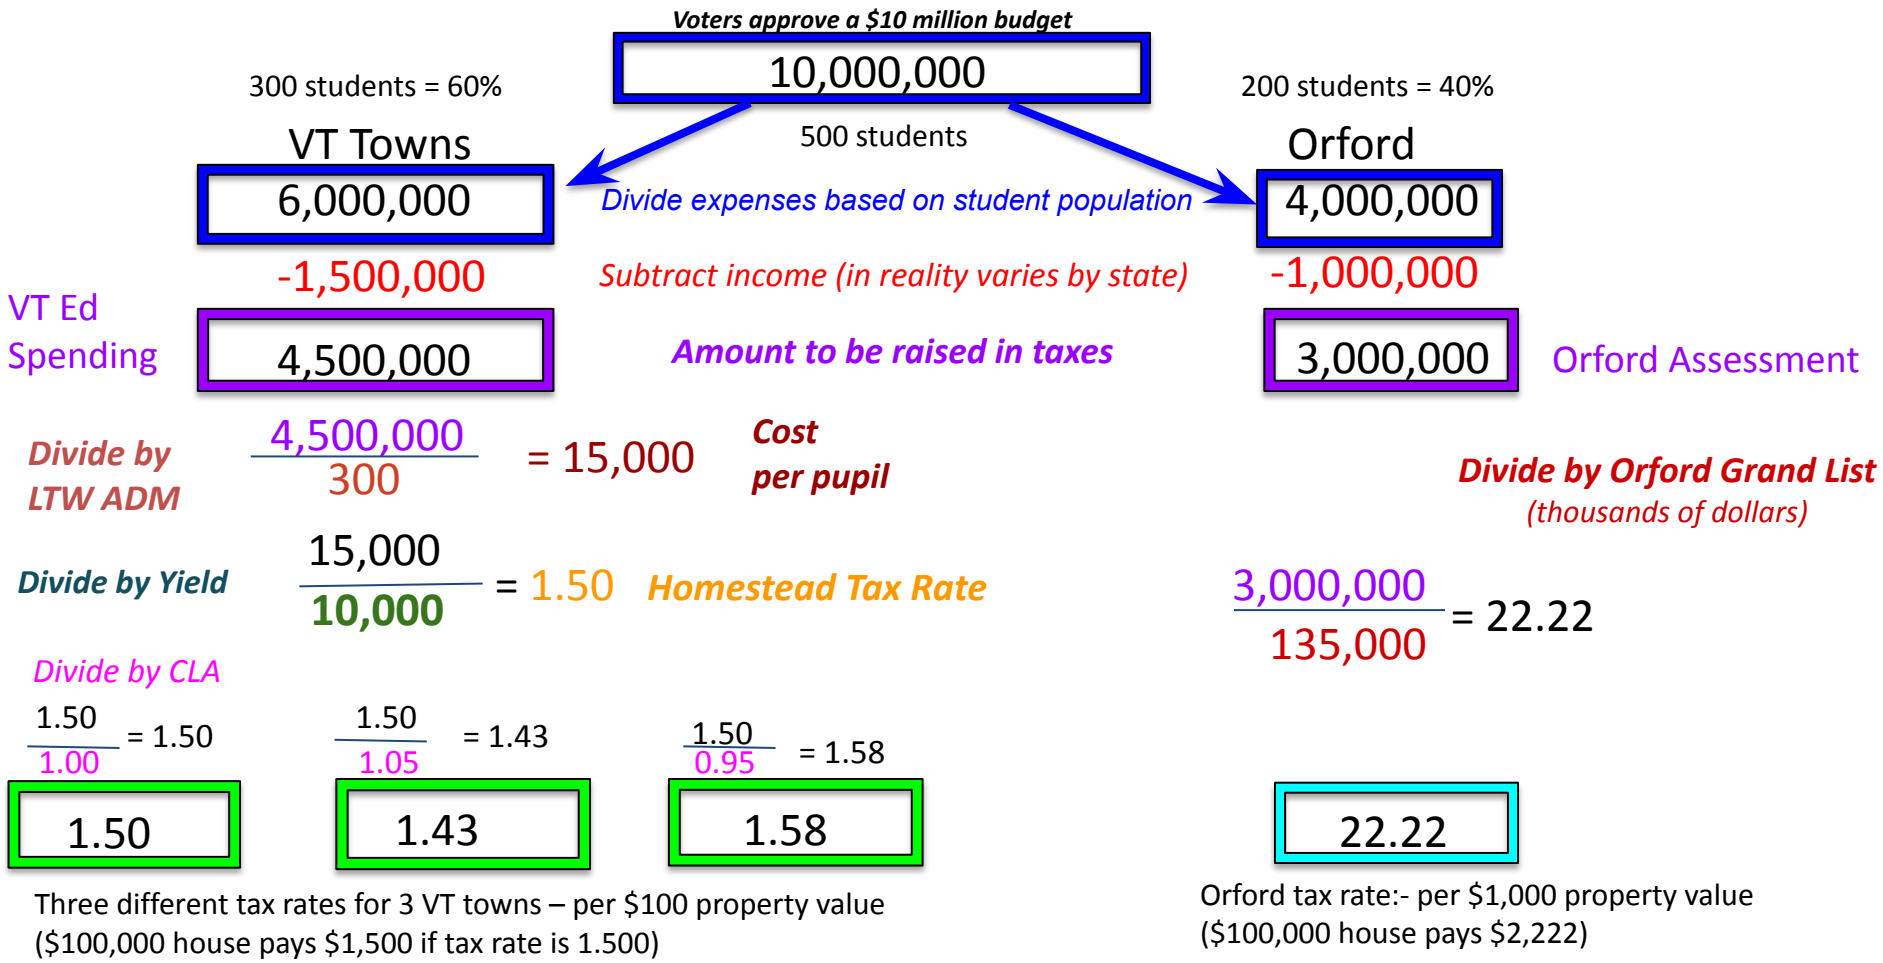 Voters approve a $10 million budget
10,000,000
300 students = 60%
500 students
200 students = 40%
VT Towns
Orford
6,000,000
Divide expenses based on student population
4,000,000
-1,500,000
Subtract income (in reality varies by state)
-1,000,000
VT Ed
Spending
4,500,000
Amount to be raised in taxes
3,000,000
Orford Assessment
Divide by
LTW ADM
4,500,000
300
= 15,000
Cost
per pupil
Divide by Orford Grand List
(thousands of dollars)
Divide by Yield
15,000
10,000
= 1.50
Homestead Tax Rate
3,000,000
135,000
= 22.22
Divide by CLA
1.50
1.00
= 1.50
1.50
1.05
= 1.43
1.50
0.95
= 1.58
1.50
1.43
1.58
22.22
Three different tax rates for 3 VT towns – per $100 property value
($100,000 house pays $1,500 if tax rate is 1.500)
Orford tax rate:- per $1,000 property value
($100,000 house pays $2,222)